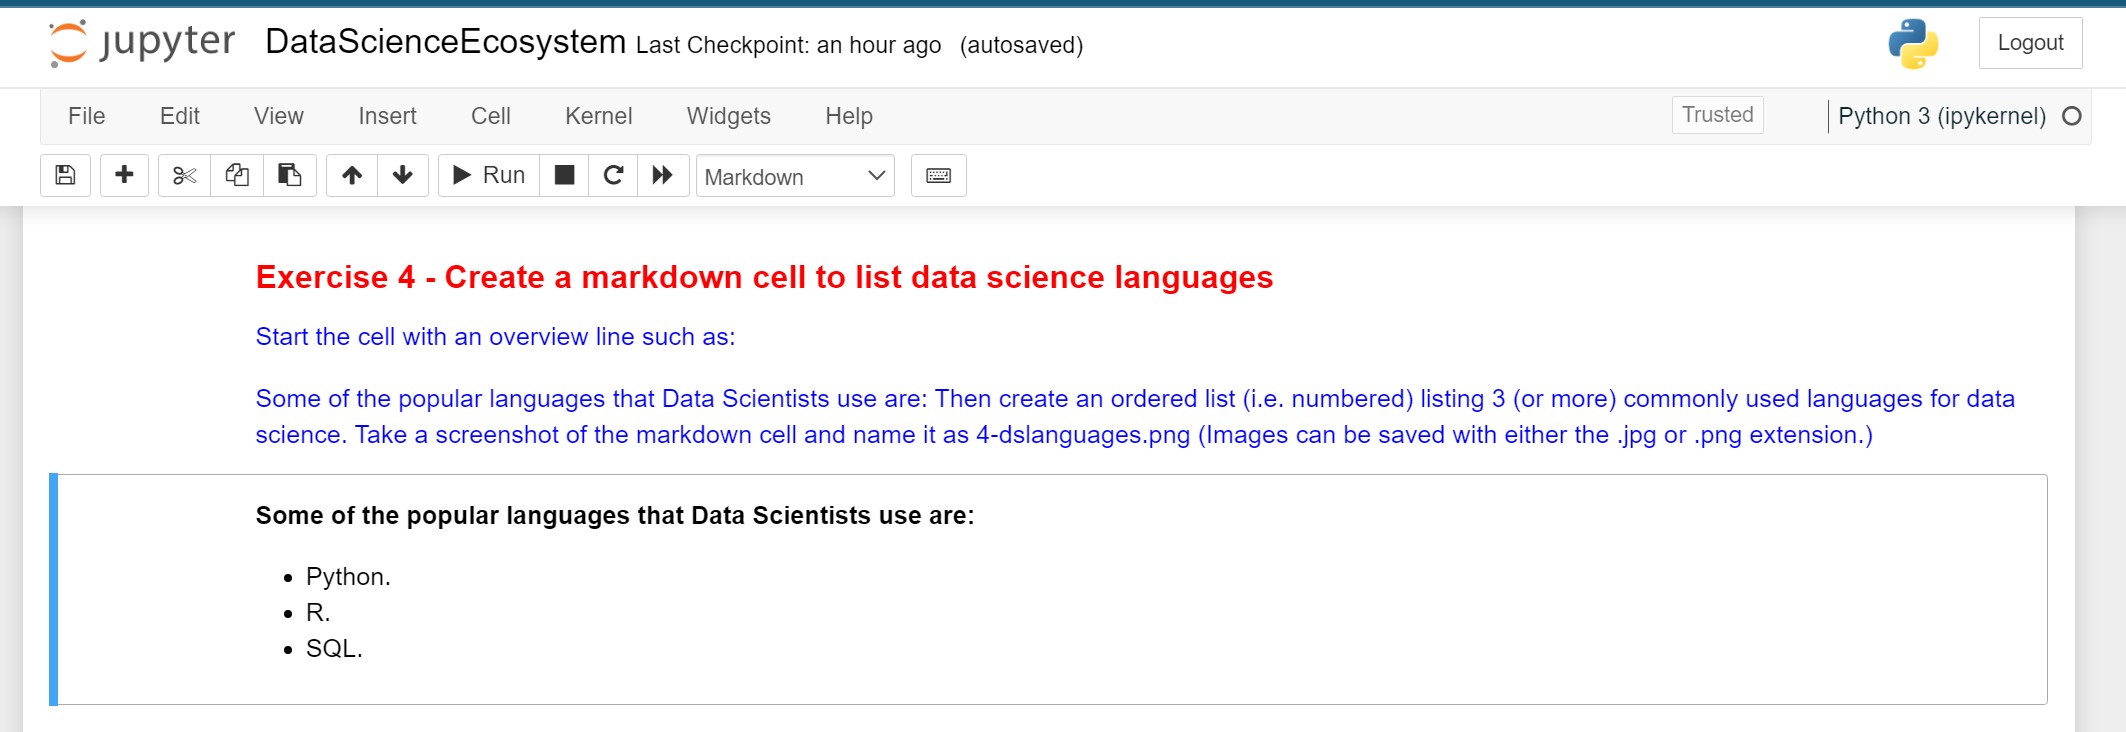 jupyter DataScienceEcosystem Last Checkpoint: an hour ago (autosaved) Logout
File Edit View Insert Cell Kernel Widgets Help Trusted Python 3 (ipykernel)
Run Markdown
Exercise 4 - Create a markdown cell to list data science languages
Start the cell with an overview line such as:
Some of the popular languages that Data Scientists use are: Then create an ordered list (i.e. numbered) listing 3 (or more) commonly used languages for data
science. Take a screenshot of the markdown cell and name it as 4-dslanguages.png (Images can be saved with either the .jpg or .png extension.)
Some of the popular languages that Data Scientists use are:
• Python.
• R.
• SQL.